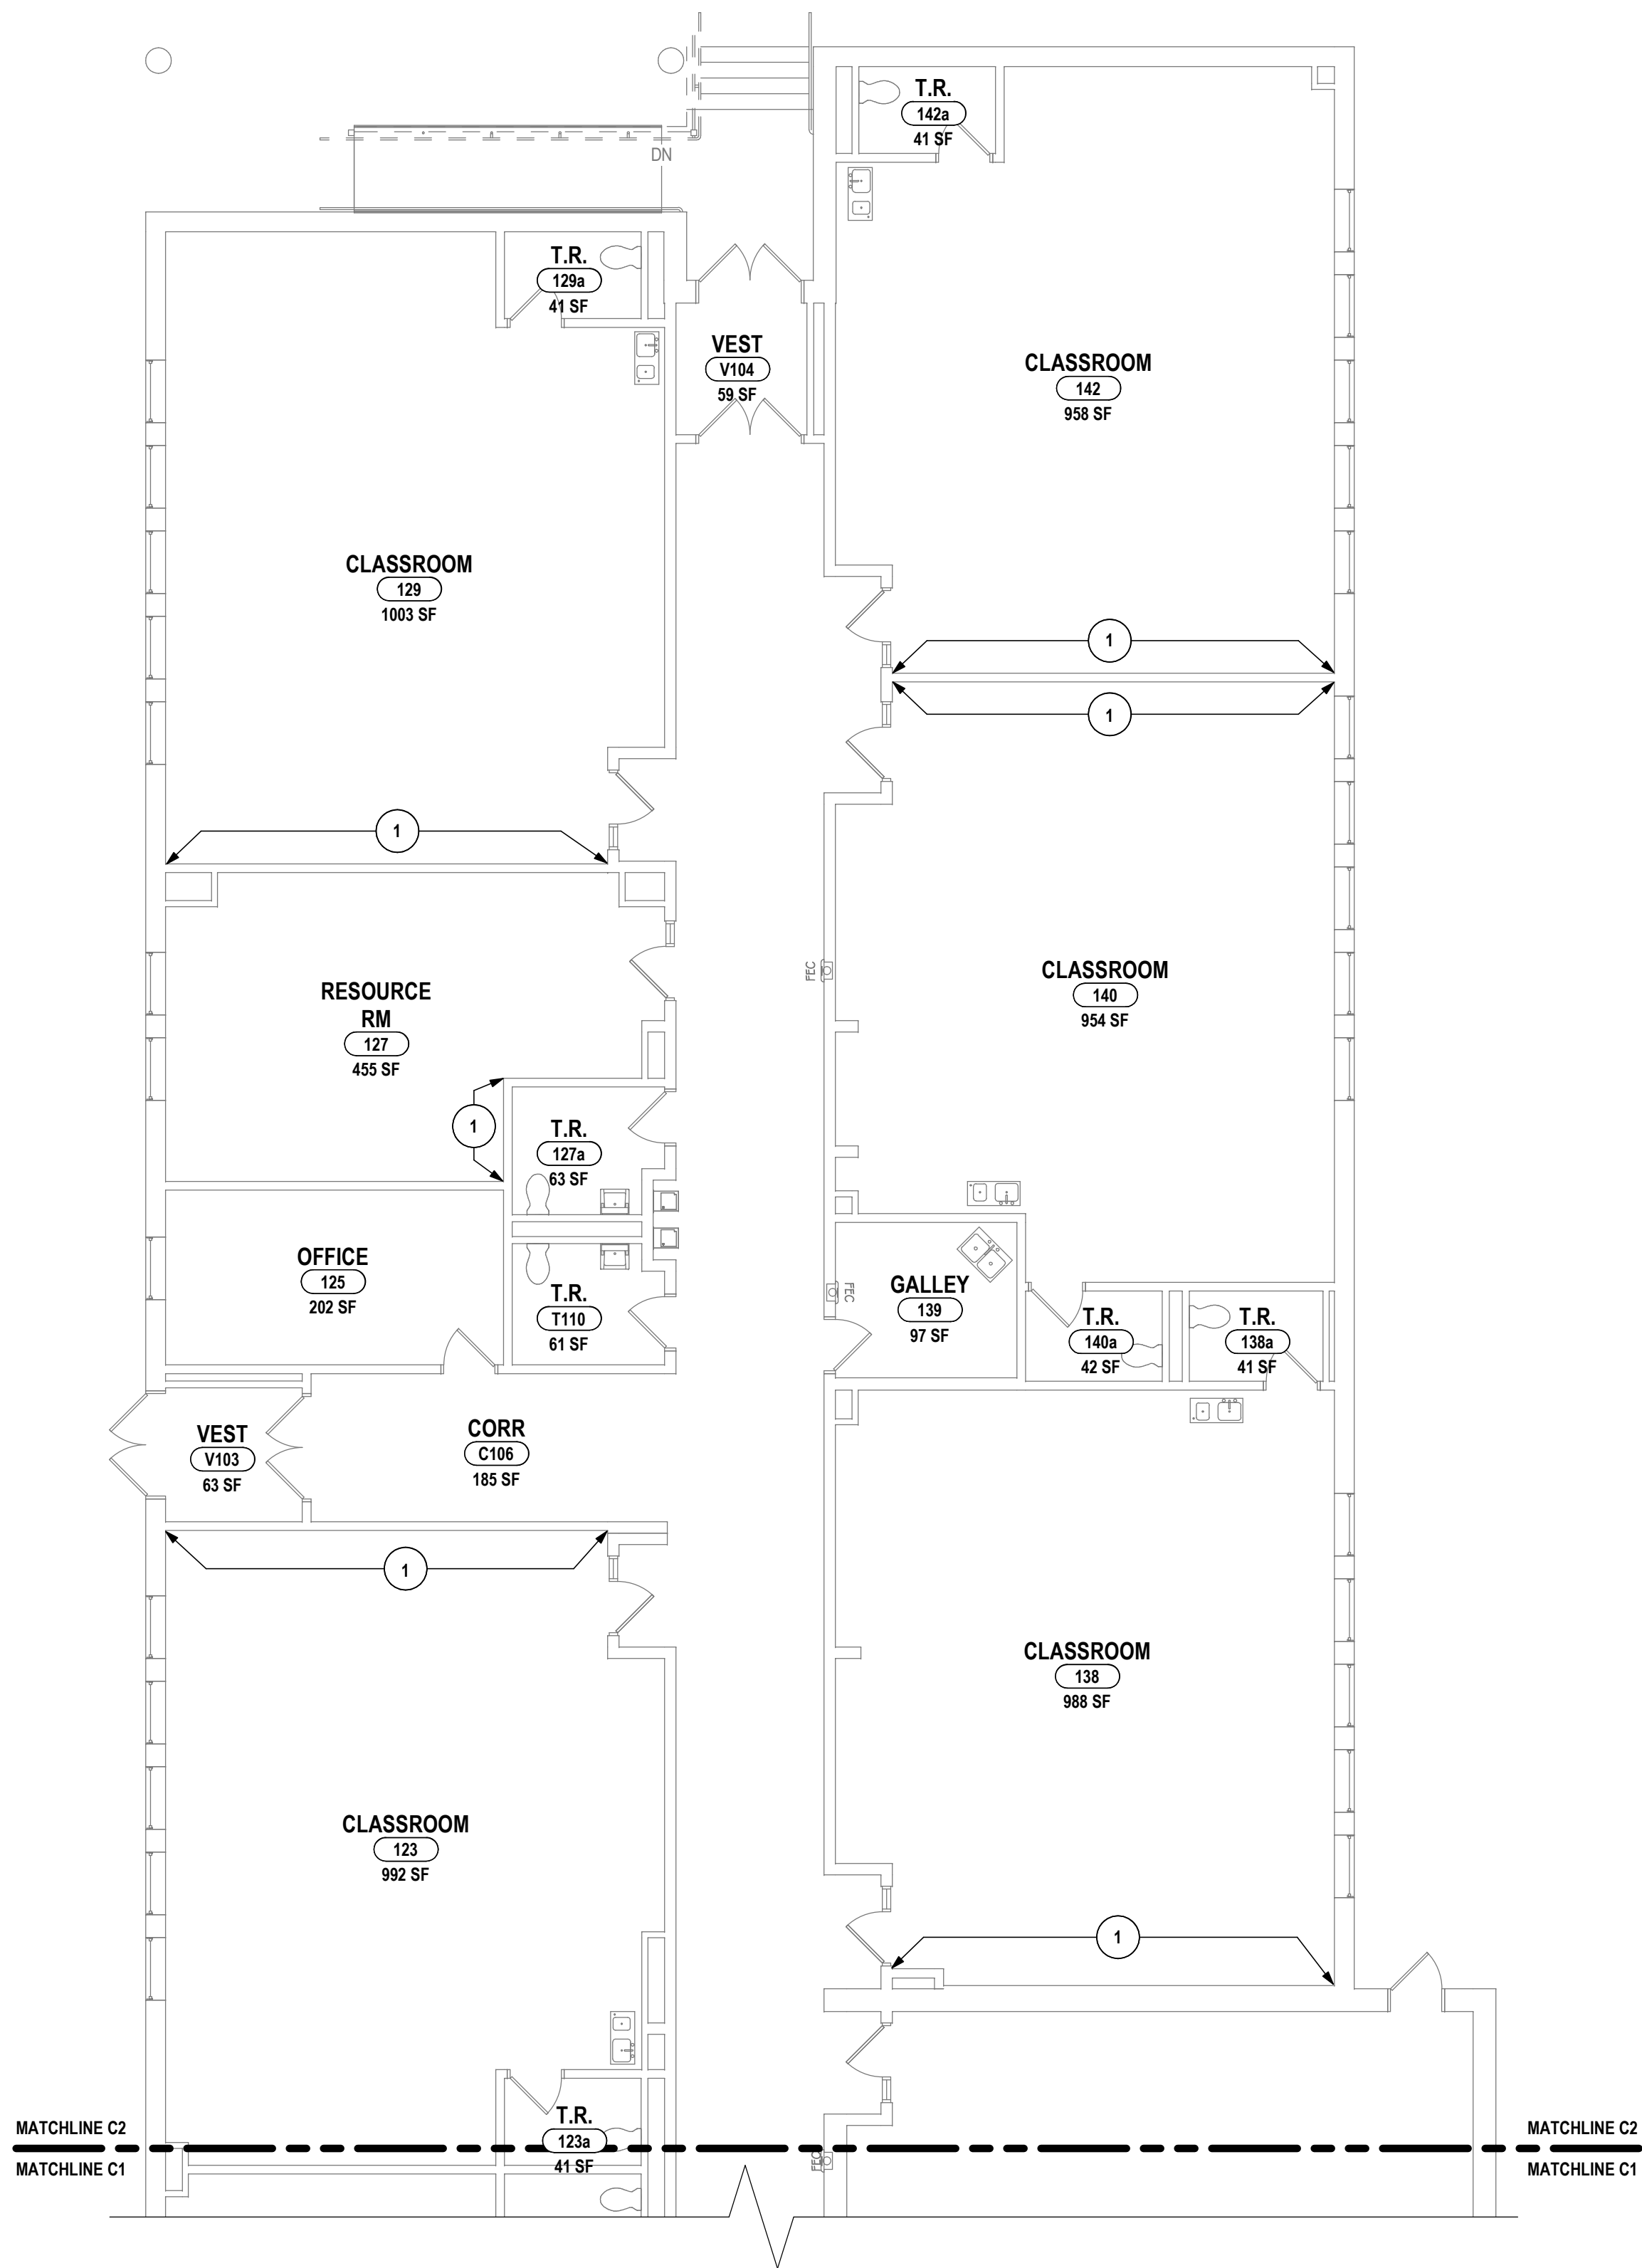 T.R.
142a
41 SF
DN
T.R.
129a
41 SF
VEST
V104
59 SF
CLASSROOM
142
958 SF
CLASSROOM
129
1003 SF
1
1
1
FEC
CLASSROOM
140
954 SF
RESOURCE
RM
127
455 SF
1
T.R.
127a
63 SF
OFFICE
125
202 SF
T.R.
T110
61 SF
FEC
GALLEY
139
97 SF
T.R.
140a
42 SF
T.R.
138a
41 SF
VEST
V103
63 SF
CORR
C106
185 SF
1
CLASSROOM
138
988 SF
CLASSROOM
123
992 SF
1
T.R.
123a
41 SF
MATCHLINE C2
MATCHLINE C1
FEC
MATCHLINE C2
MATCHLINE C1